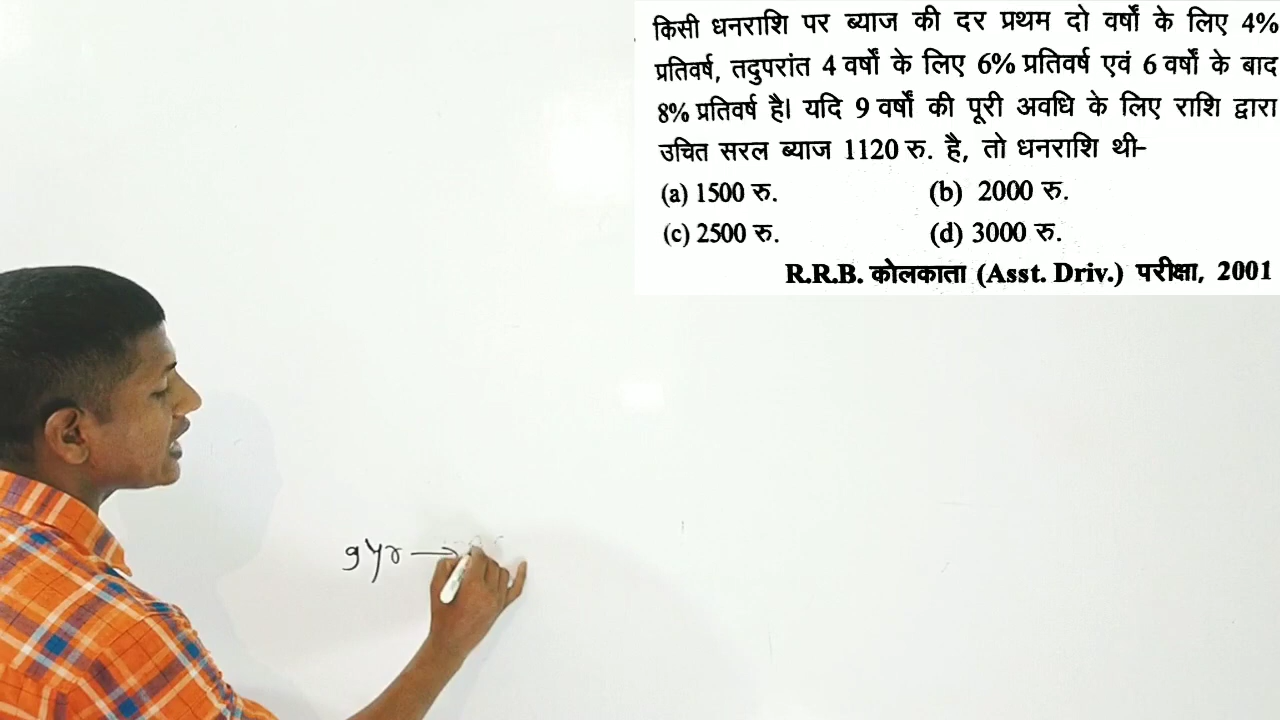 किसी धनराशि पर ब्याज की दर प्रथम दो वर्षों के लिए 4%
प्रतिवर्ष, तदुपरांत 4 वर्षों के लिए 6% प्रतिवर्ष एवं 6 वर्षों के बाद
8% प्रतिवर्ष है। यदि 9 वर्षों की पूरी अवधि के लिए राशि द्वारा
उचित सरल ब्याज 1120 रु. है, तो धनराशि थी-
(a) 1500 रु. (b) 2000 रु.
(c) 2500 रु. (d) 3000 रु.
R.R.B. कोलकाता (Asst. Driv.) परीक्षा, 2001
9yr →